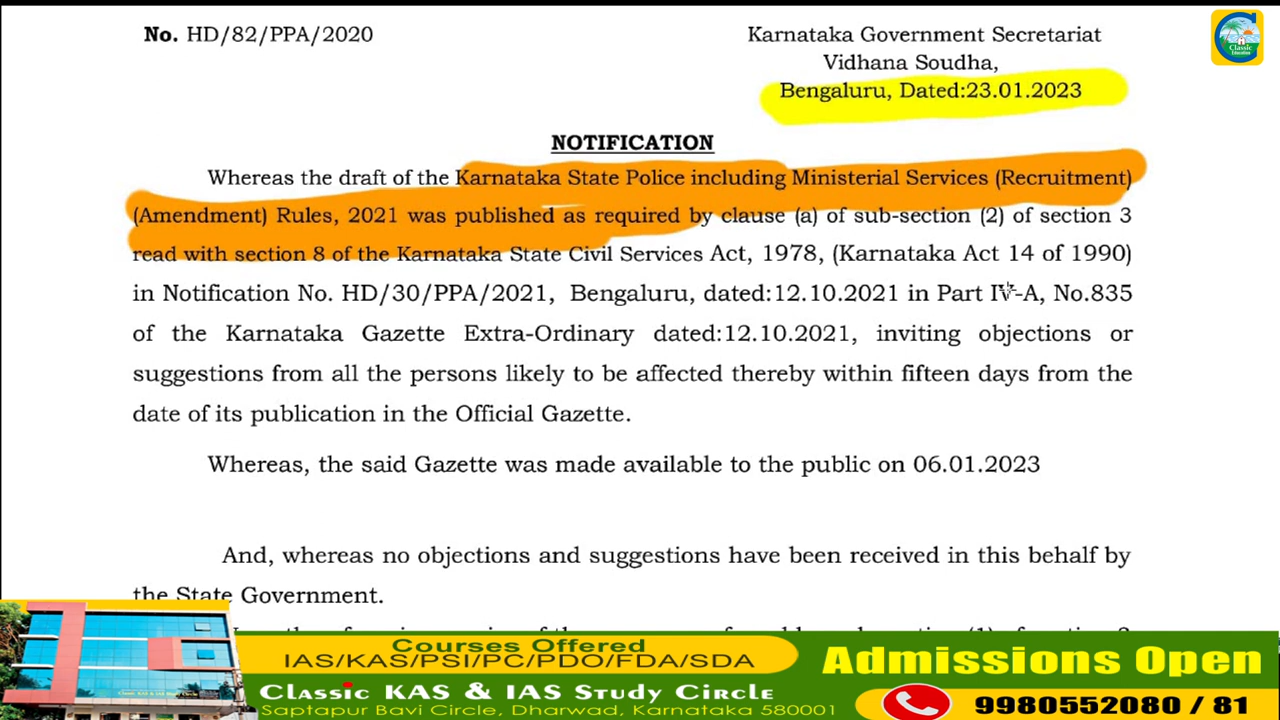 No. HD/82/PPA/2020
Karnataka Government Secretariat
Vidhana Soudha,
Bengaluru, Dated:23.01.2023
Classic
Education
NOTIFICATION
Whereas the draft of the Karnataka State Police including Ministerial Services (Recruitment)
(Amendment) Rules, 2021 was published as required by clause (a) of sub-section (2) of section 3
read with section 8 of the Karnataka State Civil Services Act, 1978, (Karnataka Act 14 of 1990)
in Notification No. HD/30/PPA/2021, Bengaluru, dated:12.10.2021 in Part IV-A, No.835
of the Karnataka Gazette Extra-Ordinary dated:12.10.2021, inviting objections or
suggestions from all the persons likely to be affected thereby within fifteen days from the
date of its publication in the Official Gazette.
Whereas, the said Gazette was made available to the public on 06.01.2023
And, whereas no objections and suggestions have been received in this behalf by
the State Government.
Courses Offered
IAS/KAS/PSI/PC/PDO/FDA/SDA
Admissions Open
Classic KAS & IAS Study Circle
Saptapur Bavi Circle, Dharwad, Karnataka 580001
9980552080 / 81